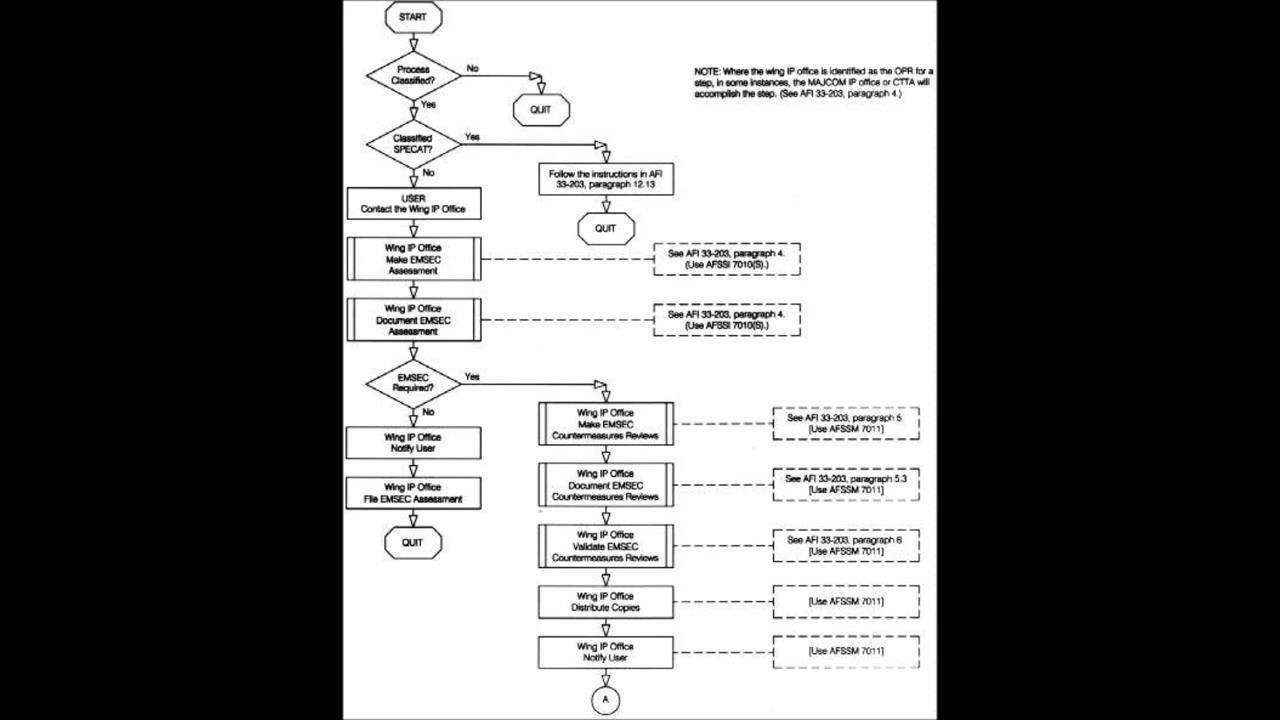 START
NOTE: Where the wing IP office is identified as the OPR for a
step, in some instances, the MAJCOM IP office or CTTA will
accomplish the step. (See AFI 33-203, paragraph 4.)
Process
Classified?
No
QUIT
Yes
Classified
SPECAT?
Yes
Follow the instructions in AFI
33-203, paragraph 12.13
QUIT
No
USER
Contact the Wing IP Office
Wing IP Office
Make EMSEC
Assessment
See AFI 33-203, paragraph 4.
(Use AFSSI 7010(S).)
Wing IP Office
Document EMSEC
Assessment
See AFI 33-203, paragraph 4.
(Use AFSSI 7010(S).)
EMSEC
Required?
Yes
No
Wing IP Office
Notify User
Wing IP Office
File EMSEC Assessment
QUIT
Wing IP Office
Make EMSEC
Countermeasures Reviews
See AFI 33-203, paragraph 5.
[Use AFSSM 7011]
Wing IP Office
Document EMSEC
Countermeasures Reviews
See AFI 33-203, paragraph 5.3
[Use AFSSM 7011]
Wing IP Office
Validate EMSEC
Countermeasures Reviews
See AFI 33-203. paragraph 6
[Use AFSSM 7011]
Wing IP Office
Distribute Copies
[Use AFSSM 7011]
Wing IP Office
Notify User
[Use AFSSM 7011]
A